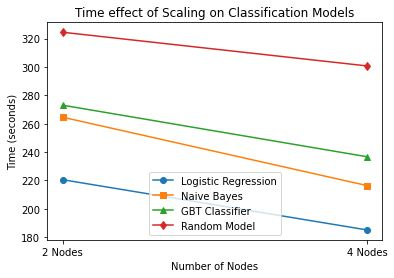 Time effect of Scaling on Classification Models
Time (seconds)
320
300
280
260
240
220
200
180
Logistic Regression
Naive Bayes
GBT Classifier
Random Model
2 Nodes
4 Nodes
Number of Nodes